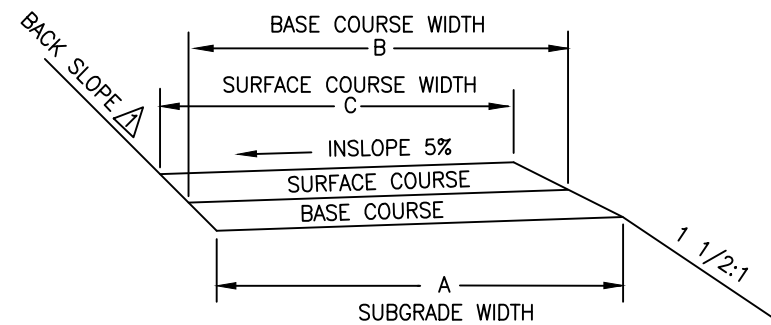 BASE COURSE WIDTH
B
BACK SLOPE 1
SURFACE COURSE WIDTH
C
INSLOPE 5%
SURFACE COURSE
BASE COURSE
1 1/2:1
A
SUBGRADE WIDTH